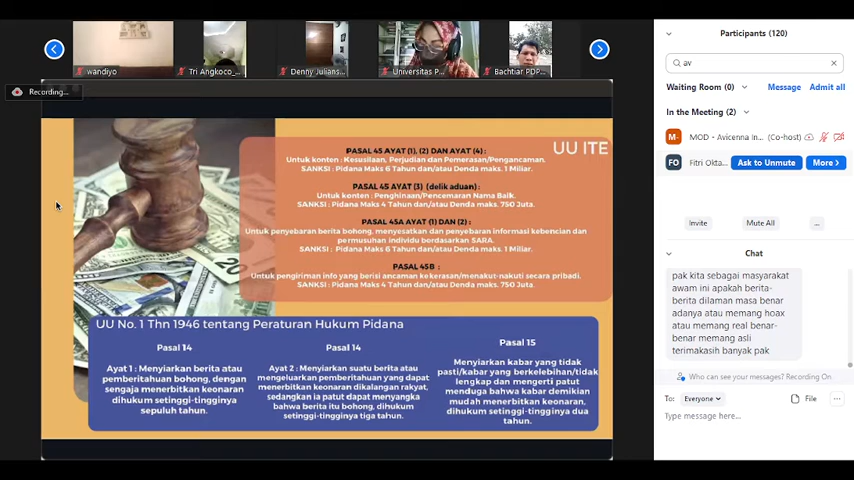 wandiyo
Tri Angkoco_...
Denny Julians...
Universitas P...
Bachtiar PDP...
Recording...
UU ITE
PASAL 45 AYAT (1), (2) DAN AYAT (4) :
Untuk konten : Kesusilaan, Perjudian dan Pemerasan/Pengancaman.
SANKSI : Pidana Maks 6 Tahun dan/atau Denda maks. 1 Miliar.
PASAL 45 AYAT (3) (delik aduan) :
Untuk konten : Penghinaan/Pencemaran Nama Baik.
SANKSI : Pidana Maks 4 Tahun dan/atau Denda maks. 750 Juta.
PASAL 45A AYAT (1) DAN (2) :
Untuk penyebaran berita bohong, menyesatkan dan penyebaran informasi kebencian dan
permusuhan individu berdasarkan SARA.
SANKSI : Pidana Maks 6 Tahun dan/atau Denda maks. 1 Miliar.
PASAL 45B :
Untuk pengiriman info yang berisi ancaman kekerasan/menakut-nakuti secara pribadi.
SANKSI : Pidana Maks 4 Tahun dan/atau Denda maks. 750 Juta.
UU No. 1 Thn 1946 tentang Peraturan Hukum Pidana
Pasal 14
Ayat 1 : Menyiarkan berita atau
pemberitahuan bohong, dengan
sengaja menerbitkan keonaran
dihukum setinggi-tingginya
sepuluh tahun.
Pasal 14
Ayat 2 : Menyiarkan suatu berita atau
mengeluarkan pemberitahuan yang dapat
menerbitkan keonaran dikalangan rakyat,
sedangkan ia patut dapat menyangka
bahwa berita itu bohong, dihukum
setinggi-tingginya tiga tahun.
Pasal 15
Menyiarkan kabar yang tidak
pasti/kabar yang berkelebihan/tidak
lengkap dan mengerti patut
menduga bahwa kabar demikian
mudah menerbitkan keonaran,
dihukum setinggi-tingginya dua
tahun.
Participants (120)
av
Waiting Room (0)
Message
Admit all
In the Meeting (2)
M-
MOD - Avicenna In...
(Co-host)
FO
Fitri Okta...
Ask to Unmute
More >
Invite
Mute All
...
Chat
pak kita sebagai masyarakat
awam ini apakah berita-
berita dilaman masa benar
adanya atau memang hoax
atau memang real benar-
benar memang asli
terimakasih banyak pak
Who can see your messages? Recording On
To:
Everyone
File
...
Type message here...